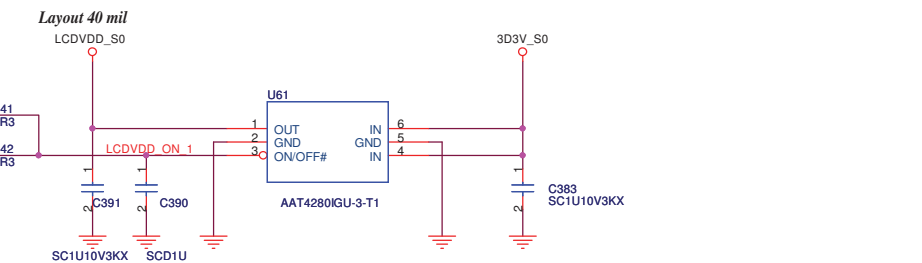 Layout 40 mil
LCDVDD_S0
3D3V_S0
U61
41
R3
42
R3
LCDVDD_ON_1
1
2
3
OUT
GND
ON/OFF#
IN
GND
IN
6
5
4
1
2
C391
1
2
C390
AAT4280IGU-3-T1
1
2
C383
SC1U10V3KX
SC1U10V3KX
SCD1U